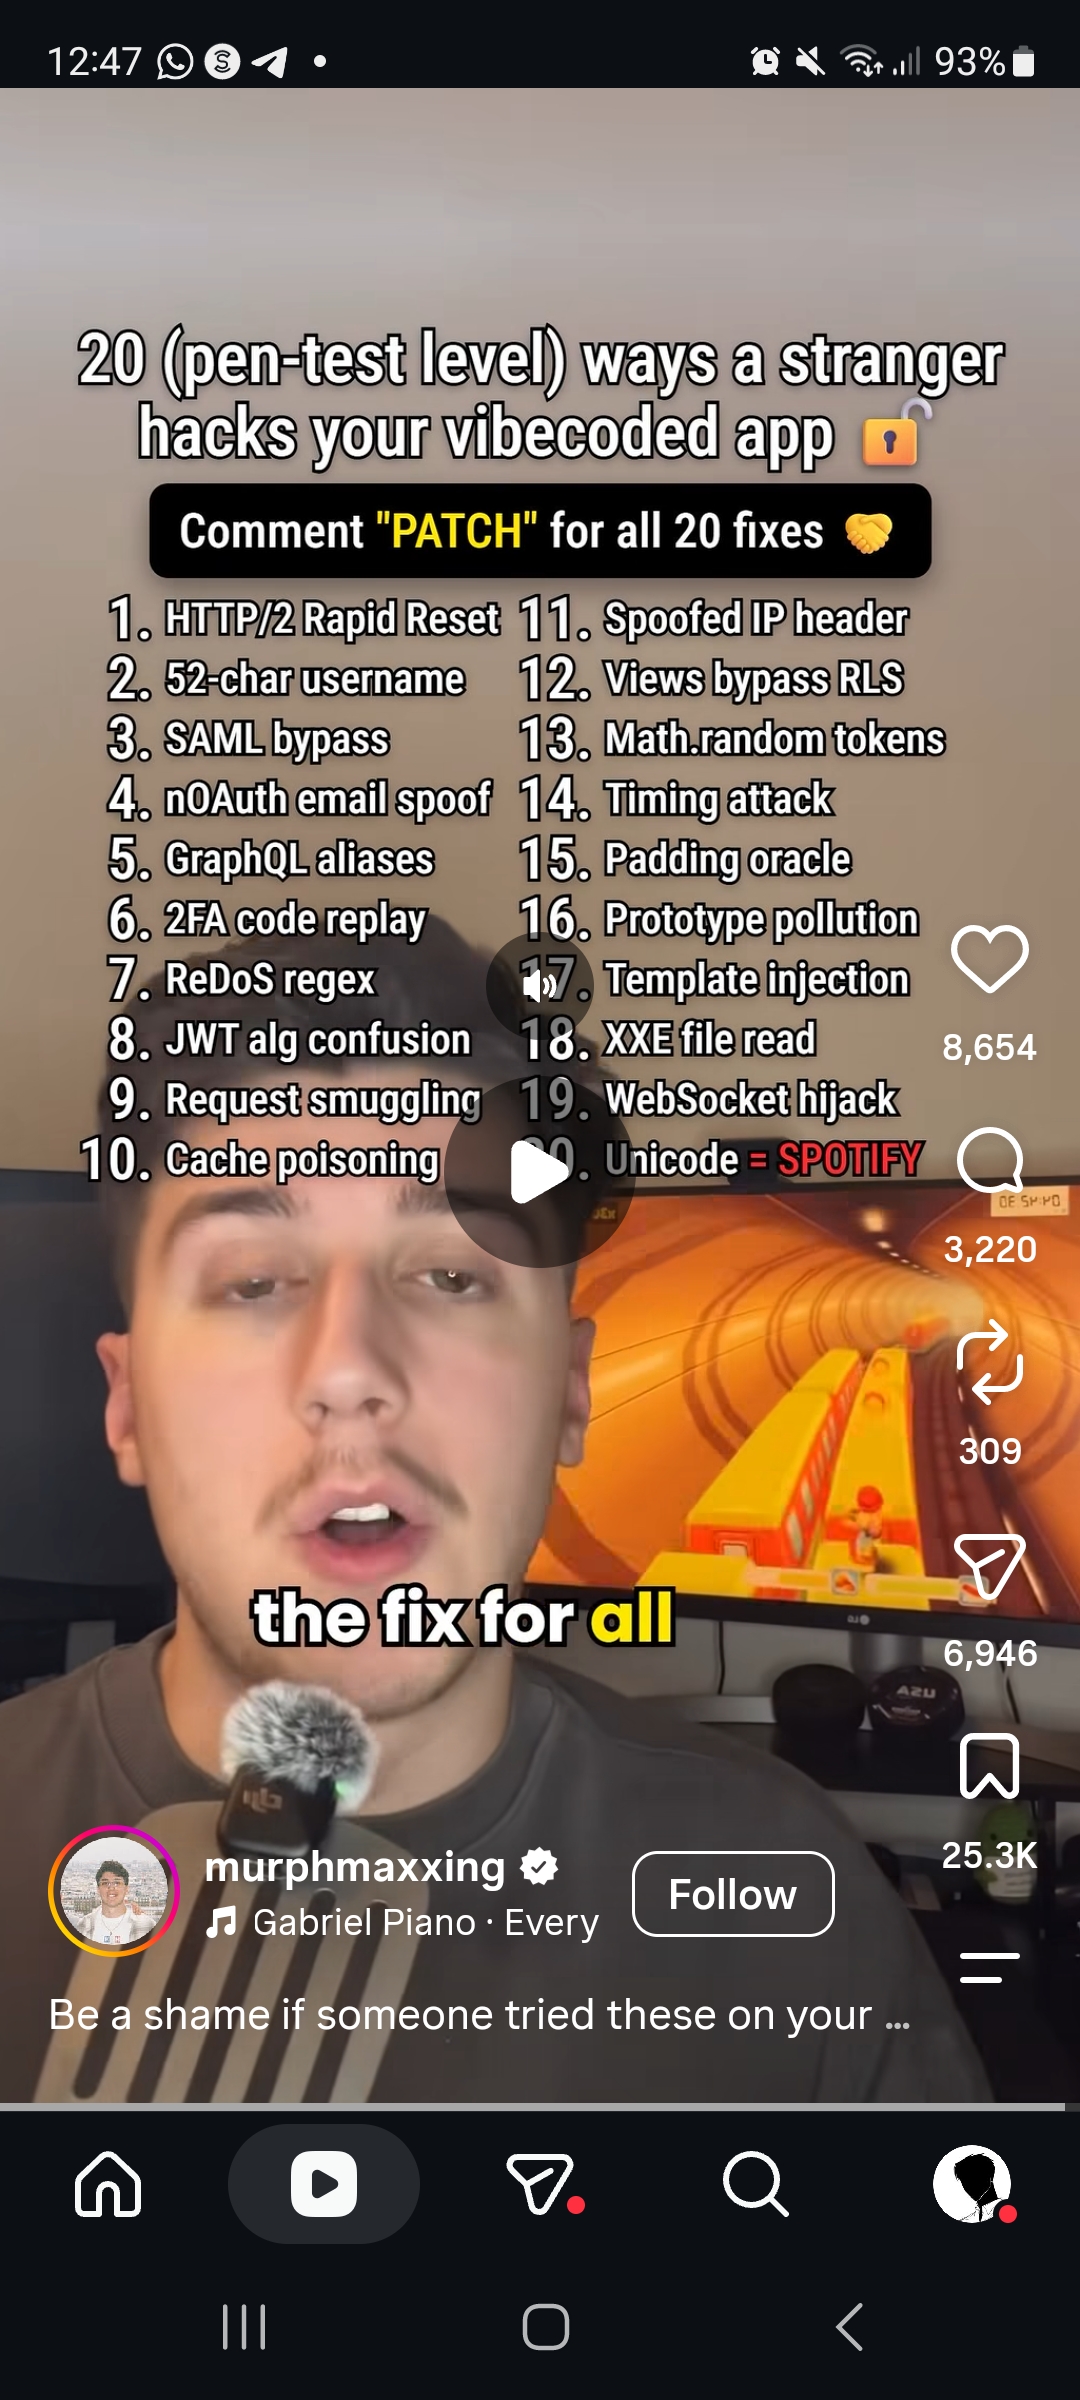 12:47
93%
20 (pen-test level) ways a stranger
hacks your vibecoded app
Comment "PATCH" for all 20 fixes
1. HTTP/2 Rapid Reset
2. 52-char username
3. SAML bypass
4. nOAuth email spoof
5. GraphQL aliases
6. 2FA code replay
7. ReDoS regex
8. JWT alg confusion
9. Request smuggling
10. Cache poisoning
11. Spoofed IP header
12. Views bypass RLS
13. Math.random tokens
14. Timing attack
15. Padding oracle
16. Prototype pollution
17. Template injection
18. XXE file read
19. WebSocket hijack
20. Unicode = SPOTIFY
8,654
3,220
309
6,946
25.3K
the fix for all
murphmaxxing
Gabriel Piano · Every
Follow
Be a shame if someone tried these on your ...